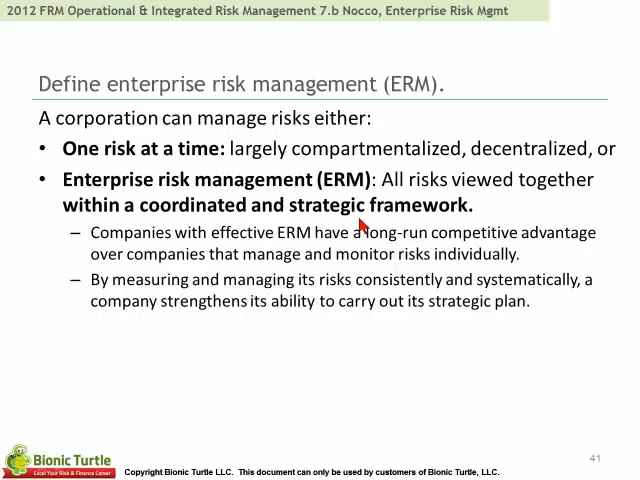 2012 FRM Operational & Integrated Risk Management 7.b Nocco, Enterprise Risk Mgmt
Define enterprise risk management (ERM).
A corporation can manage risks either:
• One risk at a time: largely compartmentalized, decentralized, or
• Enterprise risk management (ERM): All risks viewed together
within a coordinated and strategic framework.
– Companies with effective ERM have a long-run competitive advantage
over companies that manage and monitor risks individually.
– By measuring and managing its risks consistently and systematically, a
company strengthens its ability to carry out its strategic plan.
41
Bionic Turtle
Excel Your Risk & Finance Career
Copyright Bionic Turtle LLC. This document can only be used by customers of Bionic Turtle, LLC.